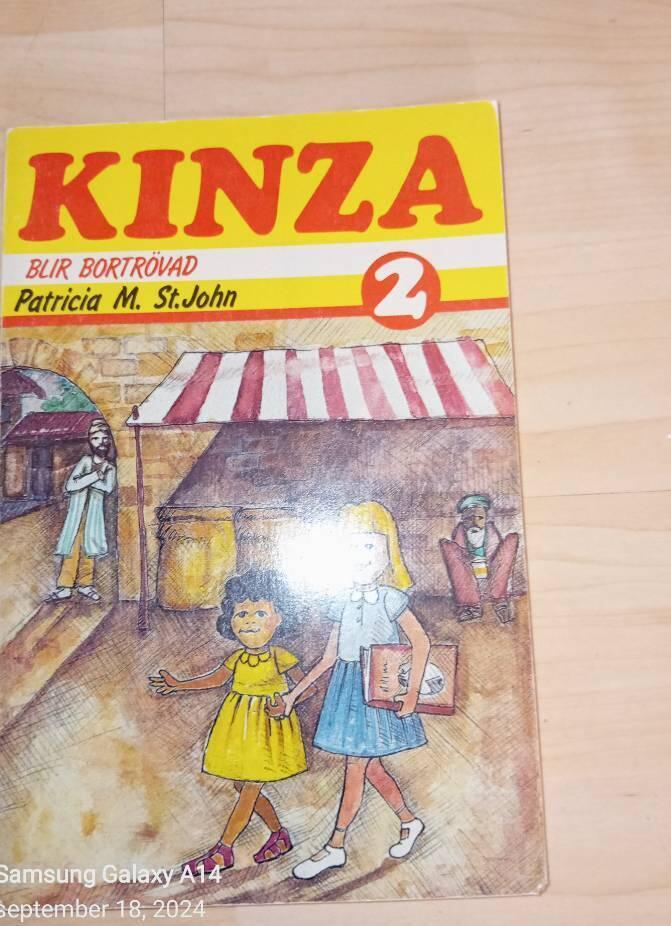 KINZA
BLIR BORTRÖVAD
Patricia M. St.John
2
Samsung Galaxy A14
september 18, 2024